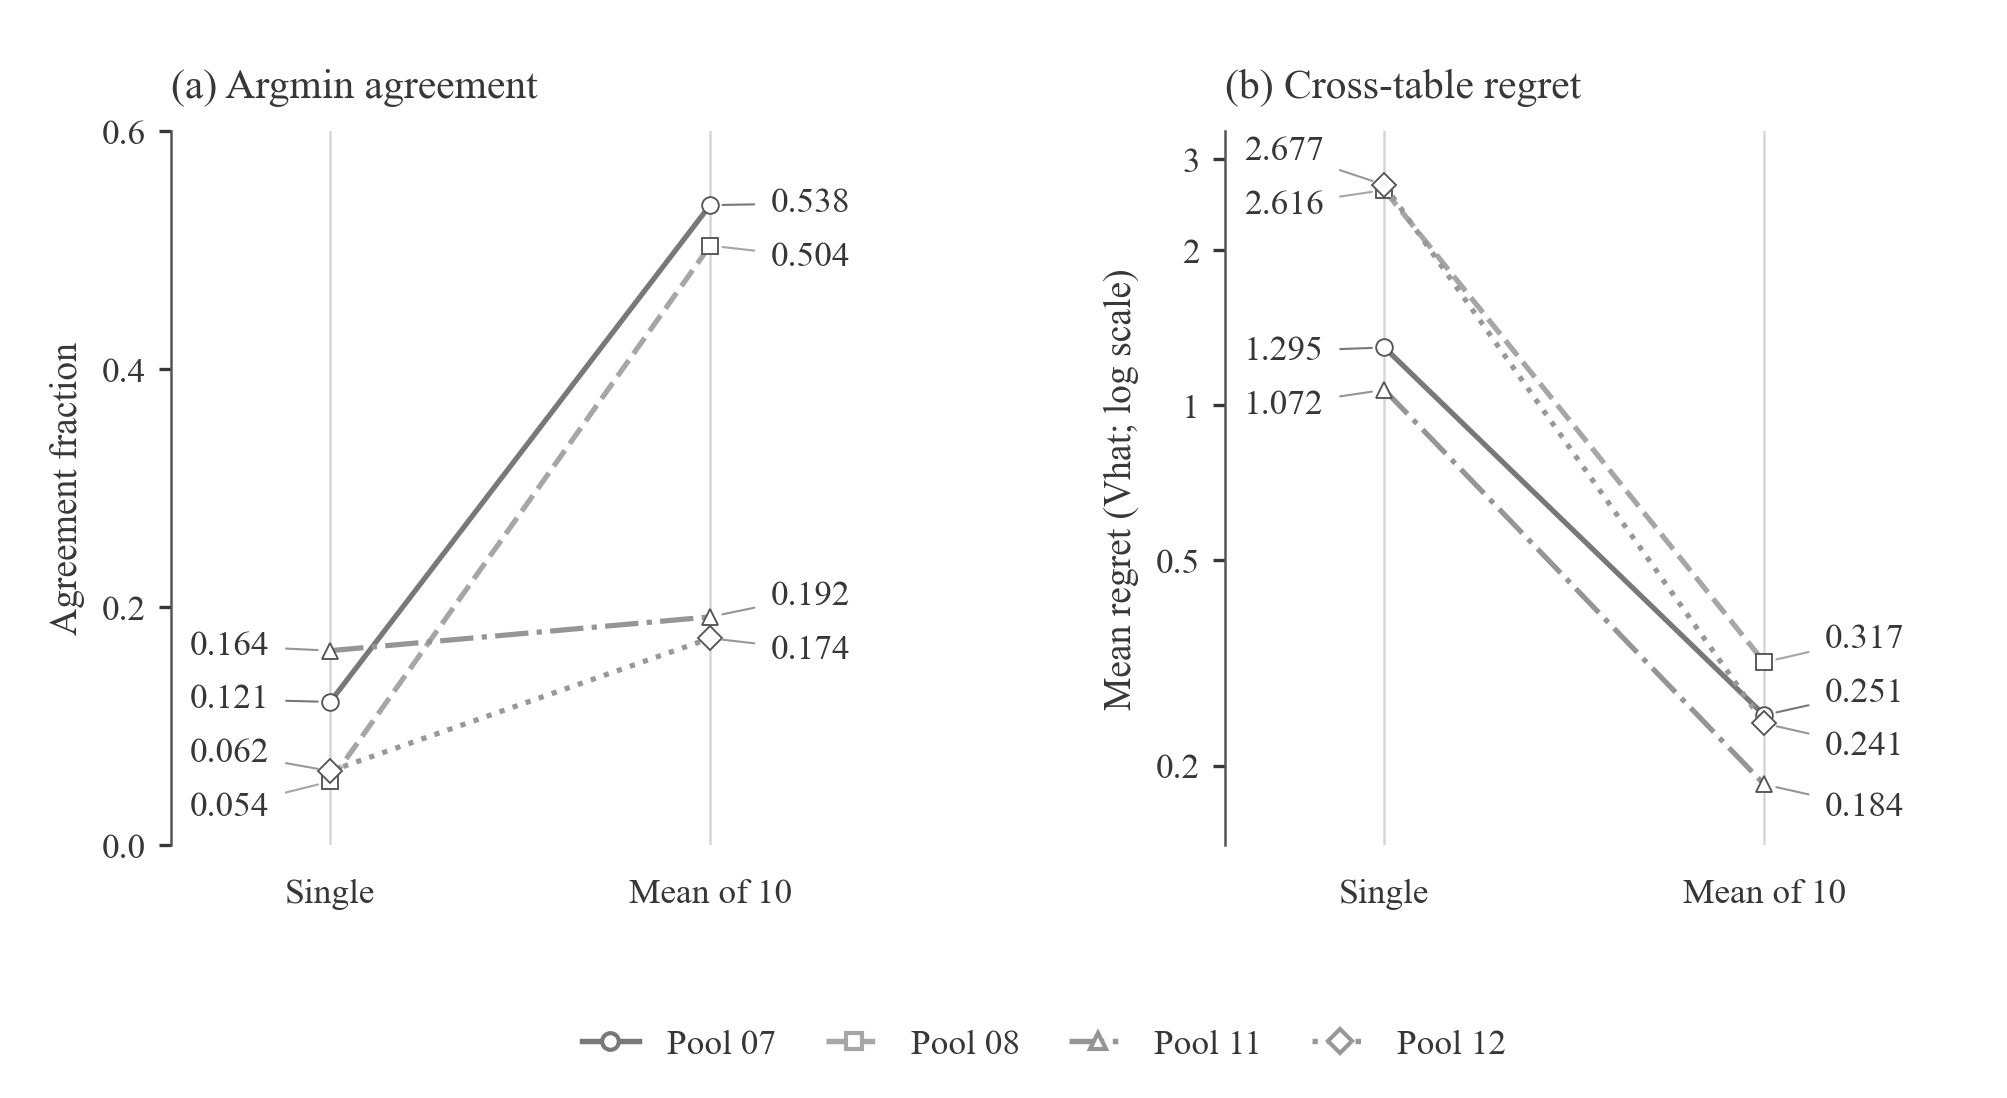 (a) Argmin agreement
Agreement fraction
0.6
0.4
0.2
0.0
0.164
0.121
0.062
0.054
0.538
0.504
0.192
0.174
Single
Mean of 10
(b) Cross-table regret
Mean regret (Vhat; log scale)
3
2
1
0.5
0.2
2.677
2.616
1.295
1.072
0.317
0.251
0.241
0.184
Single
Mean of 10
Pool 07
Pool 08
Pool 11
Pool 12